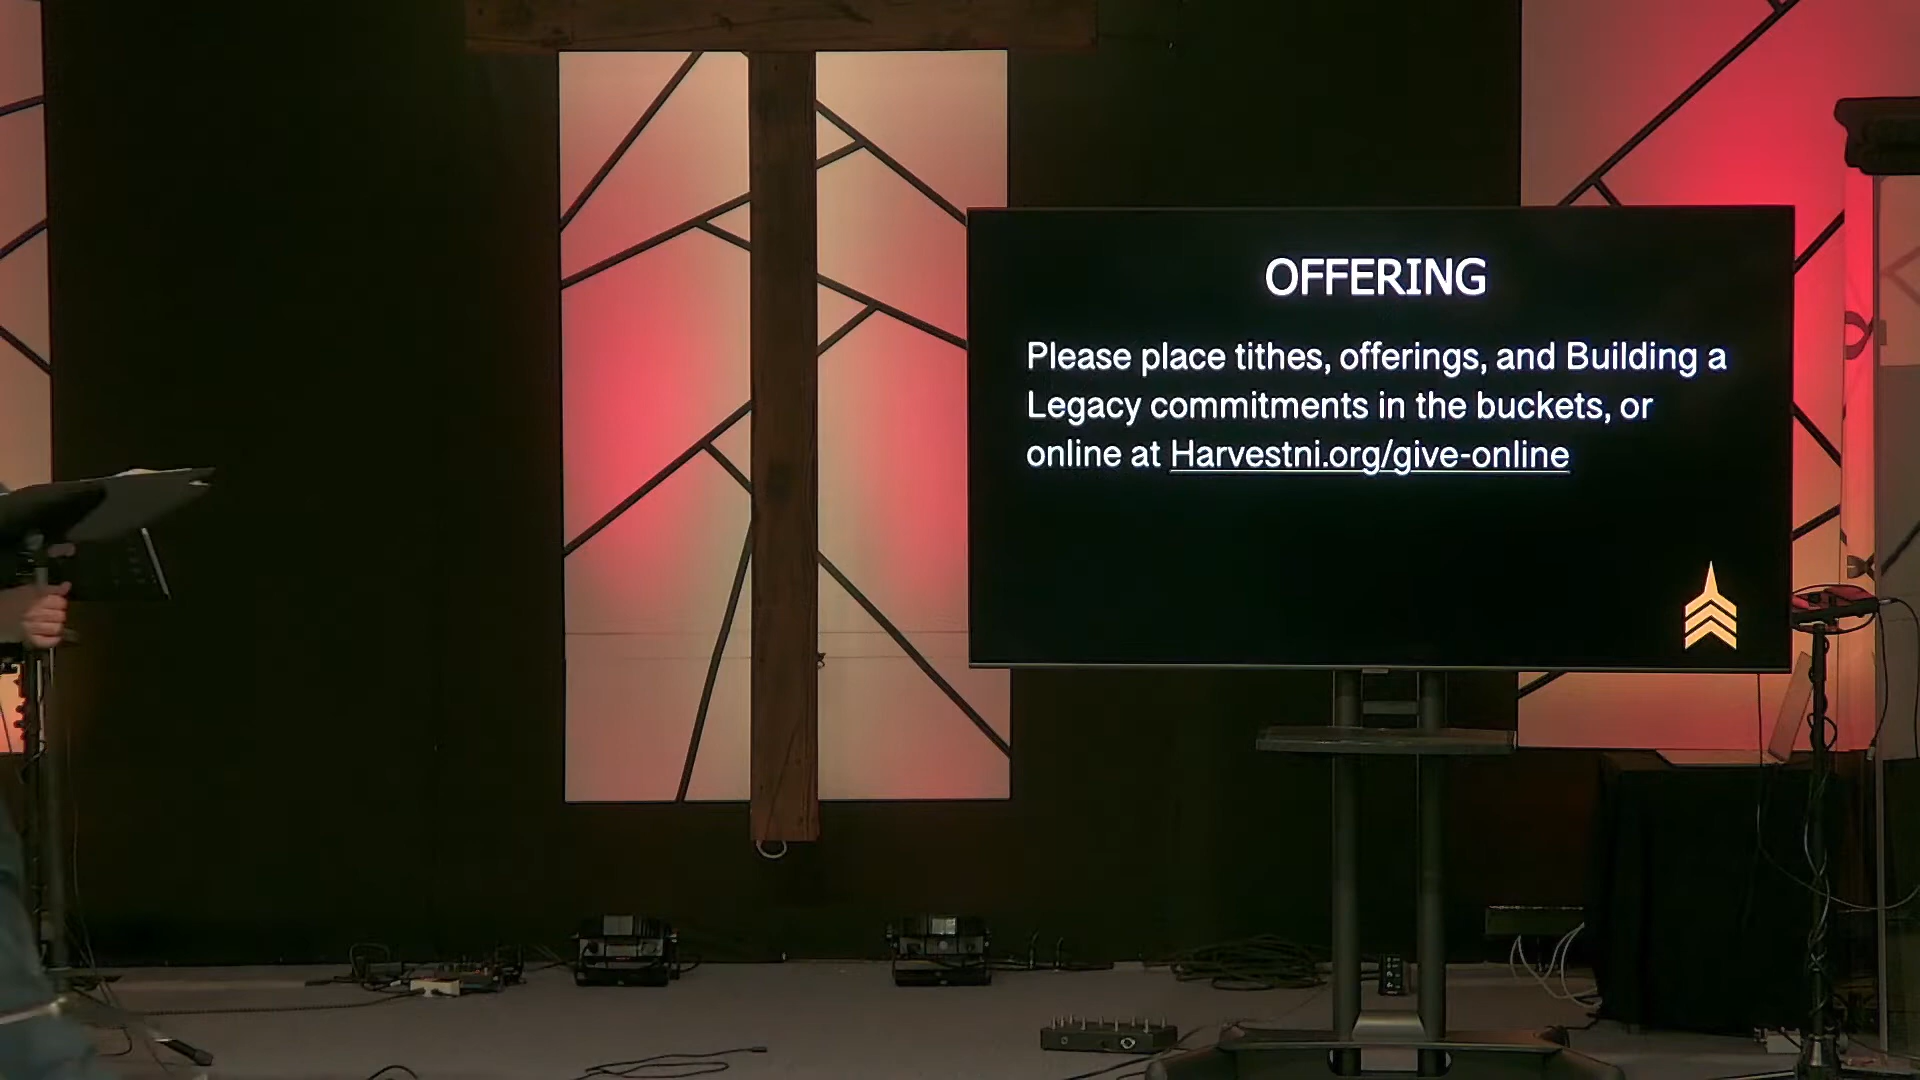 OFFERING
Please place tithes, offerings, and Building a
Legacy commitments in the buckets, or
online at Harvestni.org/give-online